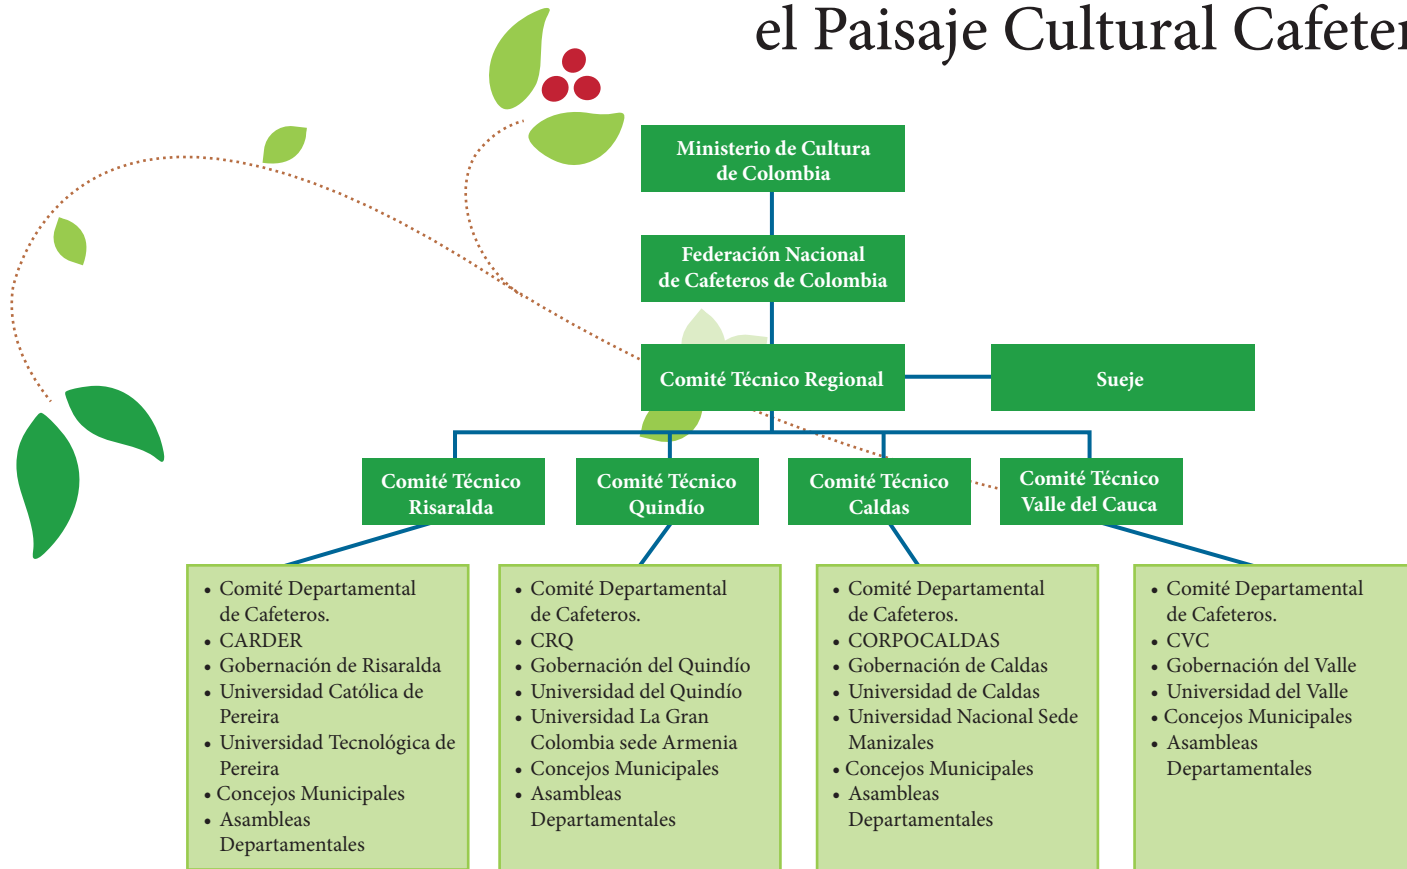 el Paisaje Cultural Cafeter
Ministerio de Cultura
de Colombia
Federación Nacional
de Cafeteros de Colombia
Comité Técnico Regional
Sueje
Comité Técnico
Risaralda
Comité Técnico
Quindío
Comité Técnico
Caldas
Comité Técnico
Valle del Cauca
• Comité Departamental
de Cafeteros.
• CARDER
• Gobernación de Risaralda
• Universidad Católica de
Pereira
• Universidad Tecnológica de
Pereira
• Concejos Municipales
• Asambleas
Departamentales
• Comité Departamental
de Cafeteros.
• CRQ
• Gobernación del Quindío
• Universidad del Quindío
• Universidad La Gran
Colombia sede Armenia
• Concejos Municipales
• Asambleas
Departamentales
• Comité Departamental
de Cafeteros.
• CORPOCALDAS
• Gobernación de Caldas
• Universidad de Caldas
• Universidad Nacional Sede
Manizales
• Concejos Municipales
• Asambleas
Departamentales
• Comité Departamental
de Cafeteros.
• CVC
• Gobernación del Valle
• Universidad del Valle
• Concejos Municipales
• Asambleas
Departamentales